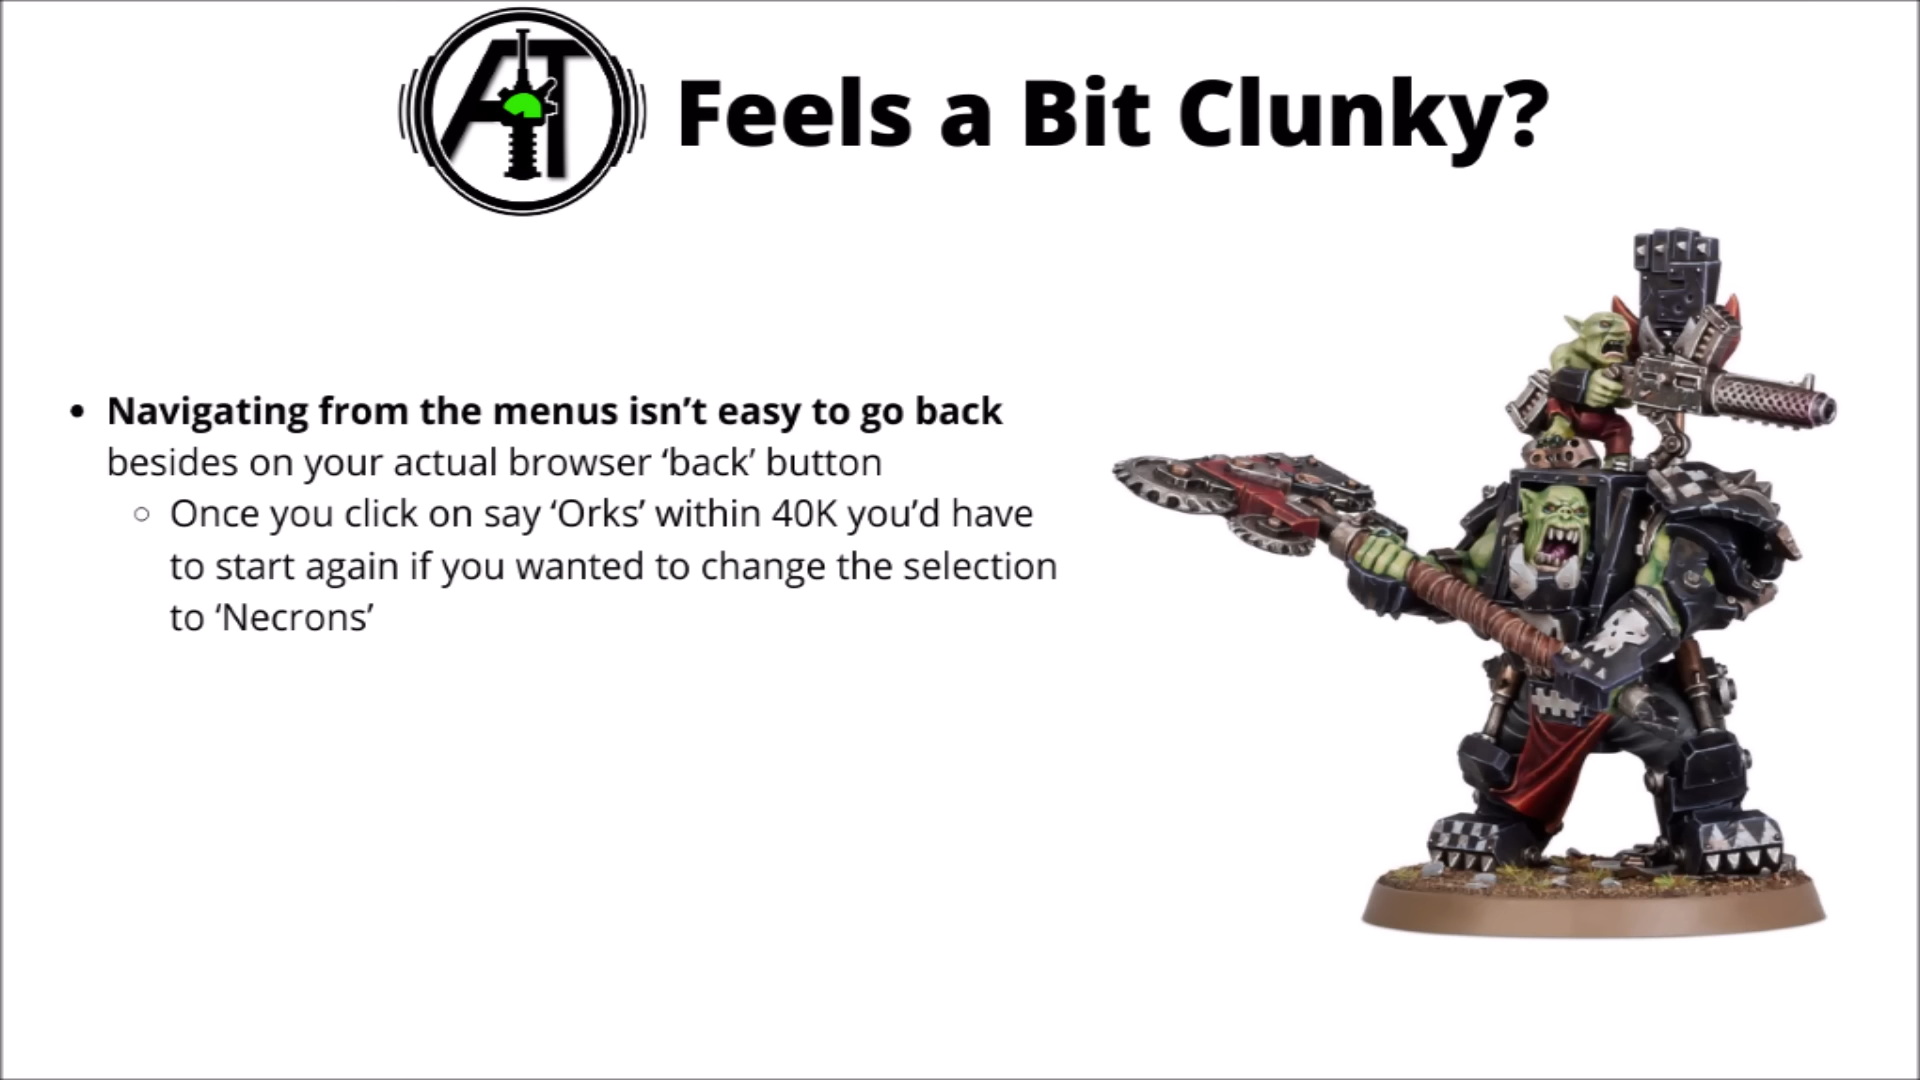 AT
Feels a Bit Clunky?
• Navigating from the menus isn’t easy to go back
besides on your actual browser ‘back’ button
○ Once you click on say ‘Orks’ within 40K you’d have
to start again if you wanted to change the selection
to ‘Necrons’